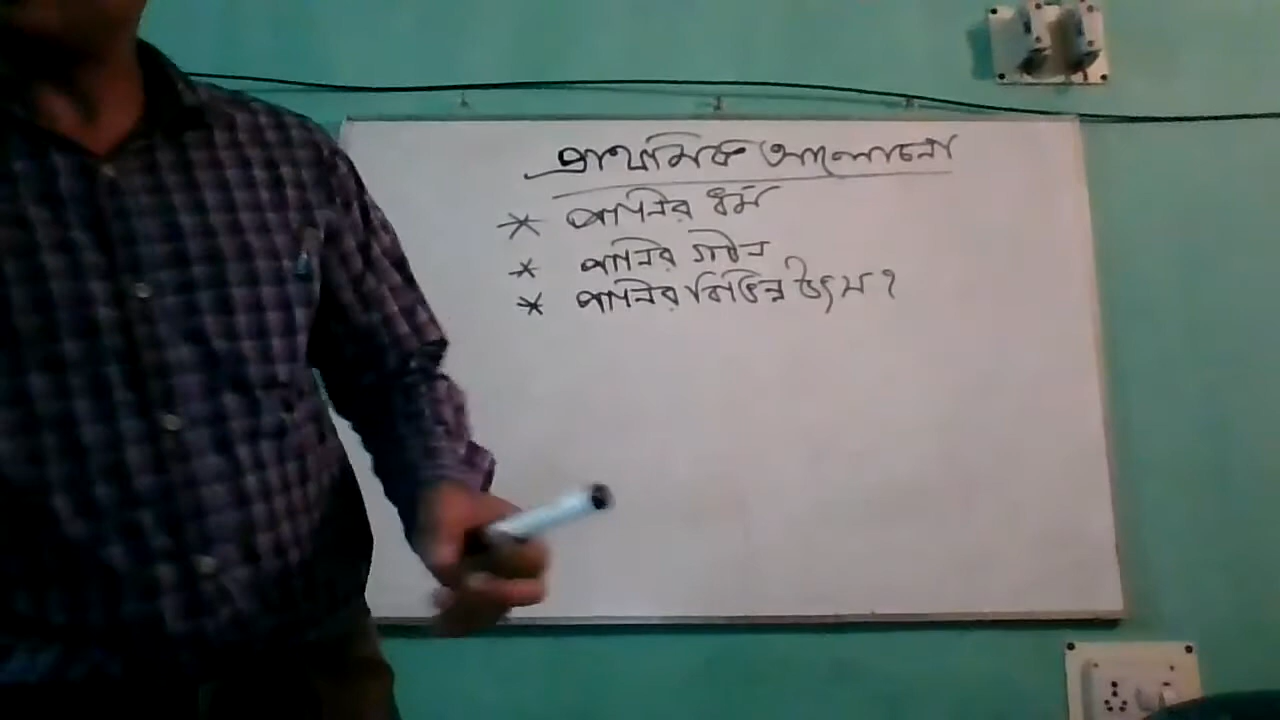 প্রাথমিক আলোচনা
* পানির ধর্ম
* পানির গঠন
* পানির বিভিন্ন উৎস ?